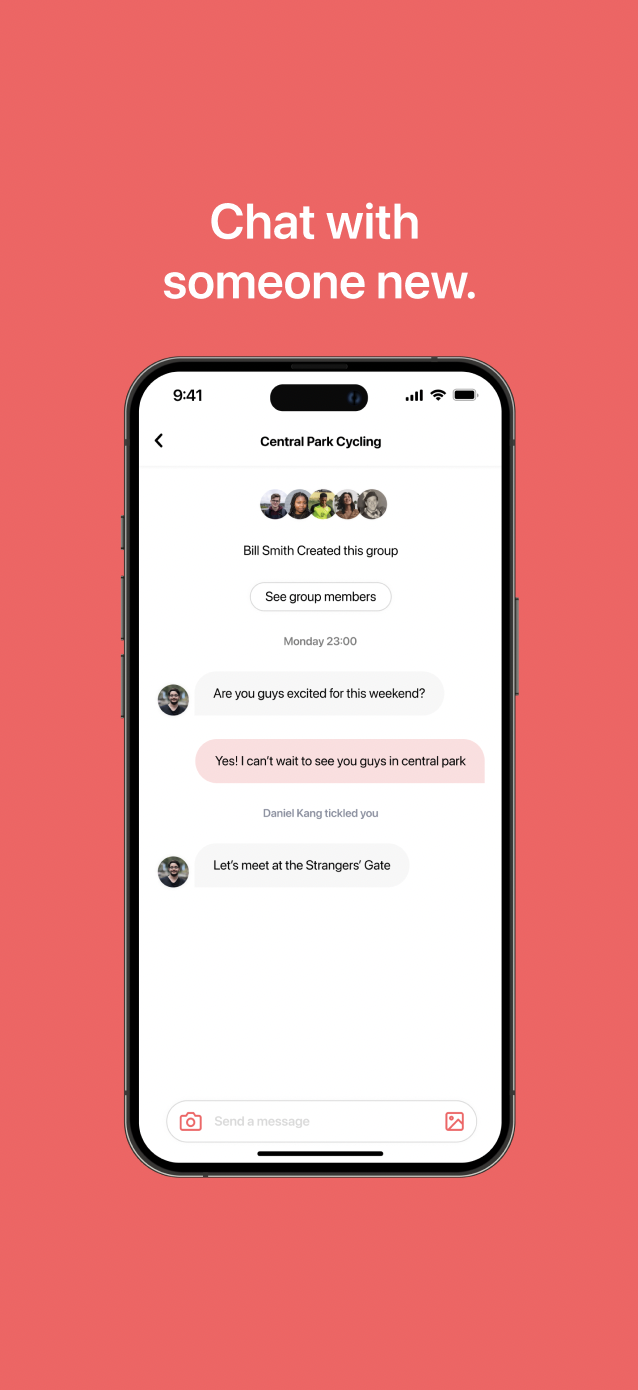 Chat with
someone new.
9:41
Central Park Cycling
Bill Smith Created this group
See group members
Monday 23:00
Are you guys excited for this weekend?
Yes! I can’t wait to see you guys in central park
Daniel Kang tickled you
Let’s meet at the Strangers’ Gate
Send a message